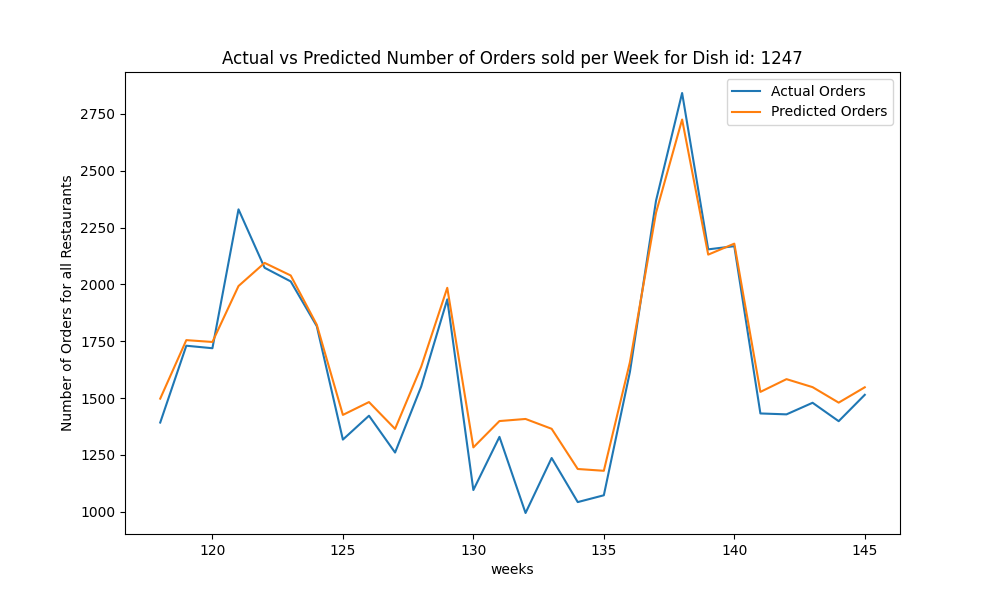 Actual vs Predicted Number of Orders sold per Week for Dish id: 1247
Actual Orders
Predicted Orders
Number of Orders for all Restaurants
2750
2500
2250
2000
1750
1500
1250
1000
120 125 130 135 140 145
weeks